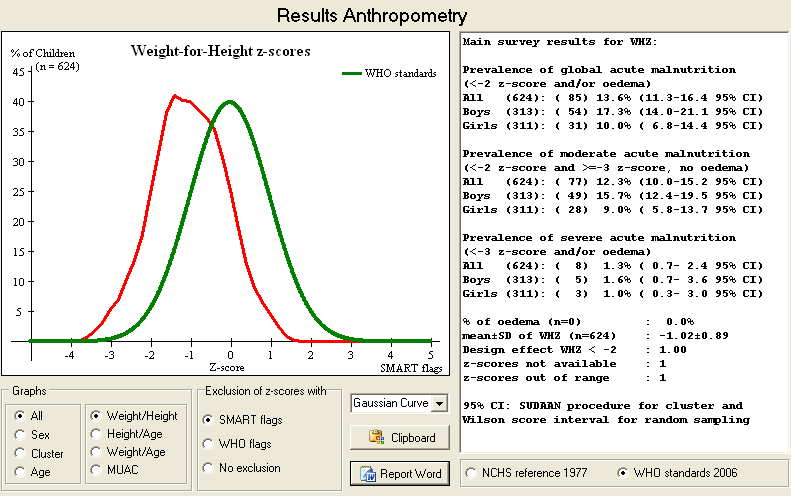 Results Anthropometry
% of Children
(n = 624)
Weight-for-Height z-scores
WHO standards
45
40
35
30
25
20
15
10
5
-4 -3 -2 -1 0 1 2 3 4 5
Z-score
SMART flags
Main survey results for WHZ:
Prevalence of global acute malnutrition
(<-2 z-score and/or oedema)
All (624): ( 85) 13.6% (11.3-16.4 95% CI)
Boys (313): ( 54) 17.3% (14.0-21.1 95% CI)
Girls (311): ( 31) 10.0% ( 6.8-14.4 95% CI)
Prevalence of moderate acute malnutrition
(<-2 z-score and >=-3 z-score, no oedema)
All (624): ( 77) 12.3% (10.0-15.2 95% CI)
Boys (313): ( 49) 15.7% (12.4-19.5 95% CI)
Girls (311): ( 28) 9.0% ( 5.8-13.7 95% CI)
Prevalence of severe acute malnutrition
(<-3 z-score and/or oedema)
All (624): ( 8) 1.3% ( 0.7- 2.4 95% CI)
Boys (313): ( 5) 1.6% ( 0.7- 3.6 95% CI)
Girls (311): ( 3) 1.0% ( 0.3- 3.0 95% CI)
% of oedema (n=0) : 0.0%
mean±SD of WHZ (n=624) : -1.02±0.89
Design effect WHZ < -2 : 1.00
z-scores not available : 1
z-scores out of range : 1
95% CI: SUDAAN procedure for cluster and
Wilson score interval for random sampling
Graphs
All
Sex
Cluster
Age
Weight/Height
Height/Age
Weight/Age
MUAC
Exclusion of z-scores with
SMART flags
WHO flags
No exclusion
Gaussian Curve
Clipboard
Report Word
NCHS reference 1977
WHO standards 2006